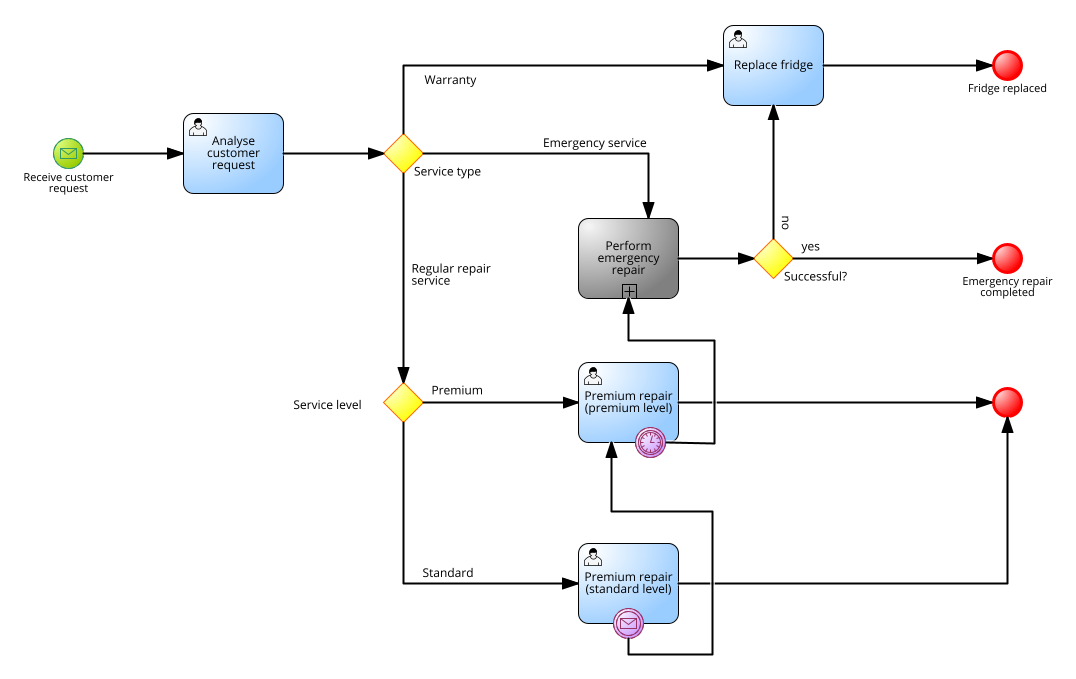 Replace fridge
Warranty
Fridge replaced
Analyse
customer
request
Emergency service
Service type
Receive customer
request
no
Perform
emergency
repair
yes
Successful?
Emergency repair
completed
Regular repair
service
Premium
Service level
Premium repair
(premium level)
Standard
Premium repair
(standard level)